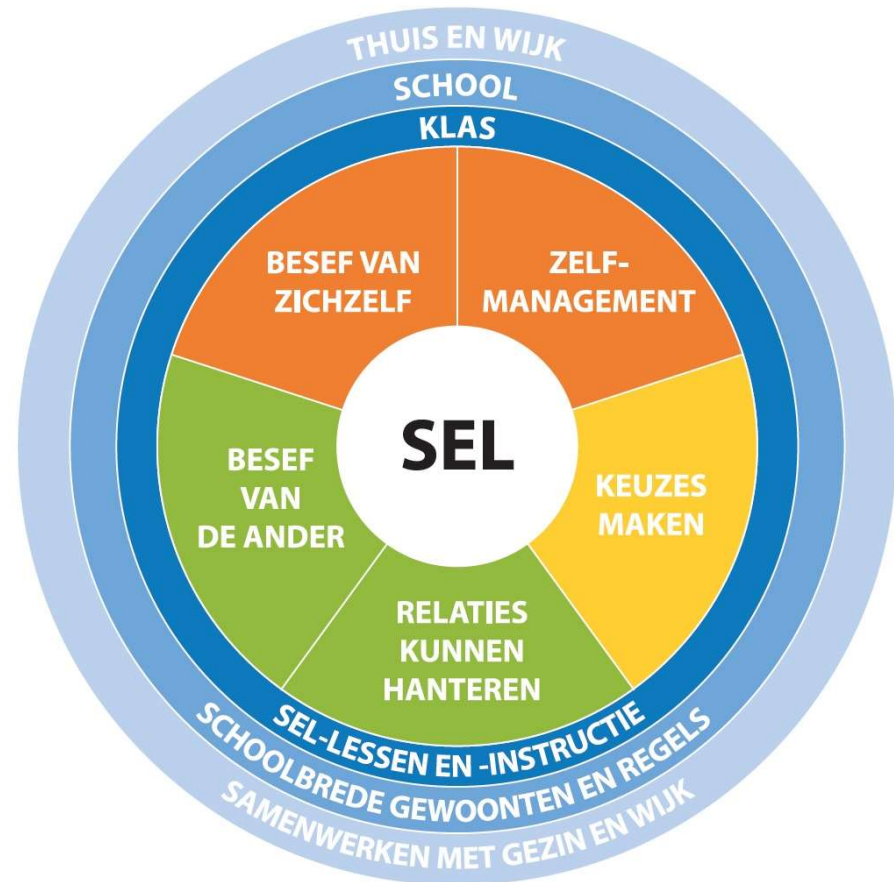 THUIS EN WIJK
SCHOOL
KLAS
BESEF VAN
ZICHZELF
ZELF-
MANAGEMENT
SEL
BESEF
VAN
DE ANDER
KEUZES
MAKEN
RELATIES
KUNNEN
HANTEREN
SEL-LESSEN EN -INSTRUCTIE
SCHOOLBREDE GEWOONTEN EN REGELS
SAMENWERKEN MET GEZIN EN WIJK